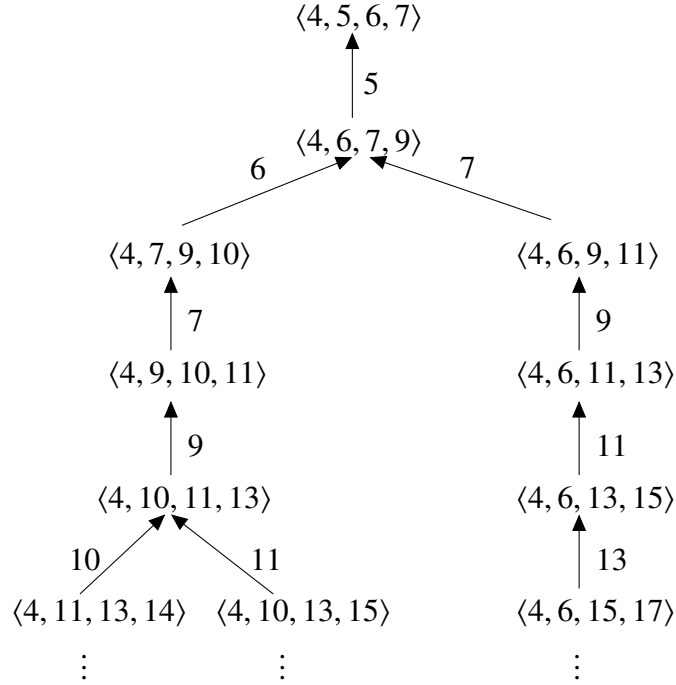 ⟨4, 5, 6, 7⟩
5
⟨4, 6, 7, 9⟩
6 7
⟨4, 7, 9, 10⟩ ⟨4, 6, 9, 11⟩
7 9
⟨4, 9, 10, 11⟩ ⟨4, 6, 11, 13⟩
9 11
⟨4, 10, 11, 13⟩ ⟨4, 6, 13, 15⟩
10 11 13
⟨4, 11, 13, 14⟩ ⟨4, 10, 13, 15⟩ ⟨4, 6, 15, 17⟩
⋮ ⋮ ⋮